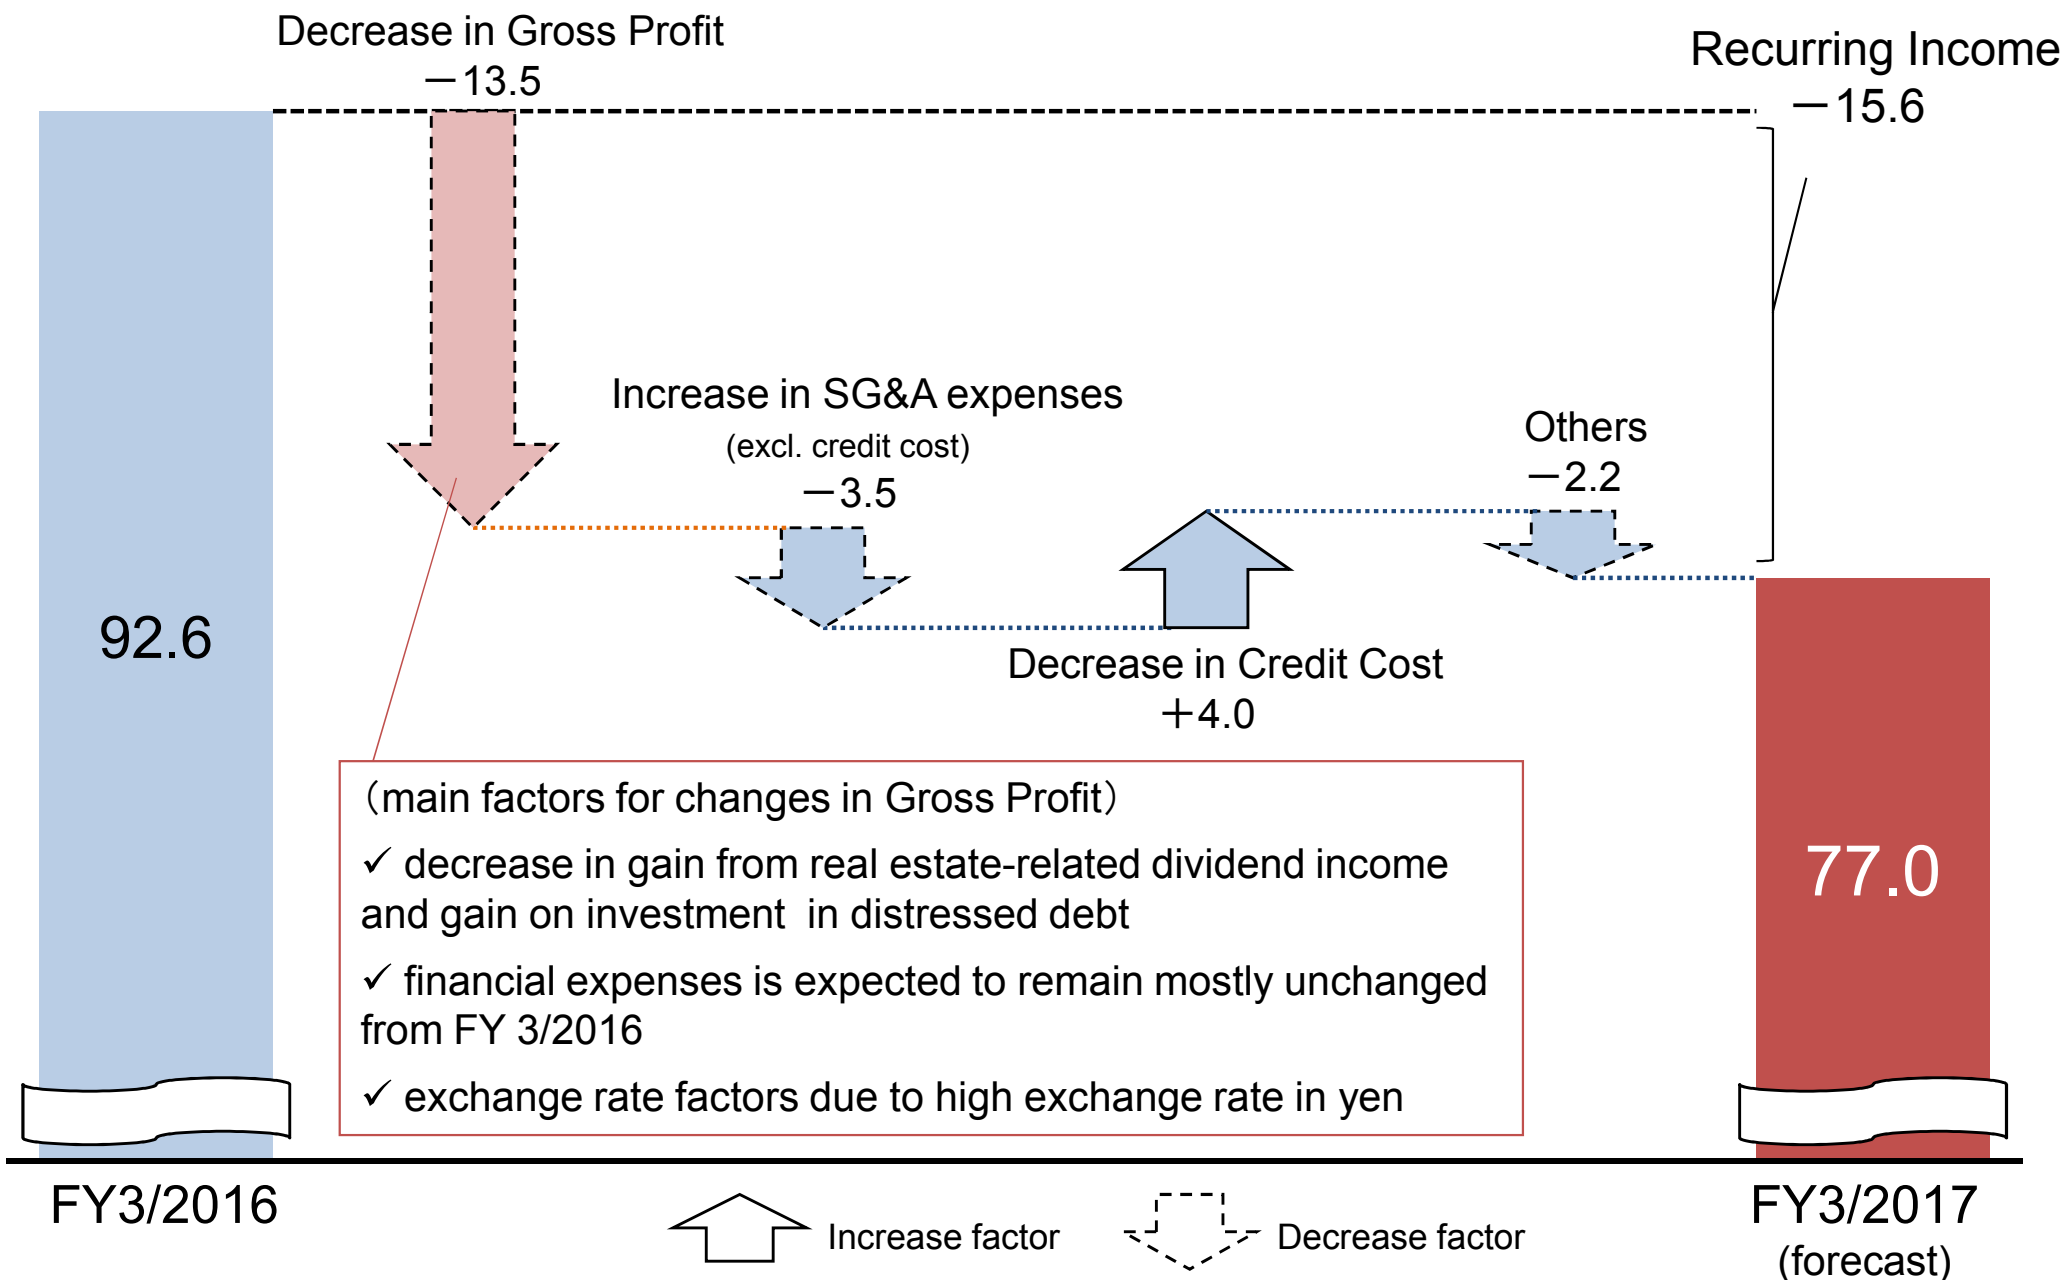 Decrease in Gross Profit
－13.5
Recurring Income
－15.6
Increase in SG&A expenses
(excl. credit cost)
－3.5
Others
－2.2
92.6
Decrease in Credit Cost
＋4.0
（main factors for changes in Gross Profit）
✓ decrease in gain from real estate-related dividend income
and gain on investment in distressed debt
✓ financial expenses is expected to remain mostly unchanged
from FY 3/2016
✓ exchange rate factors due to high exchange rate in yen
77.0
FY3/2016
Increase factor
Decrease factor
FY3/2017
(forecast)